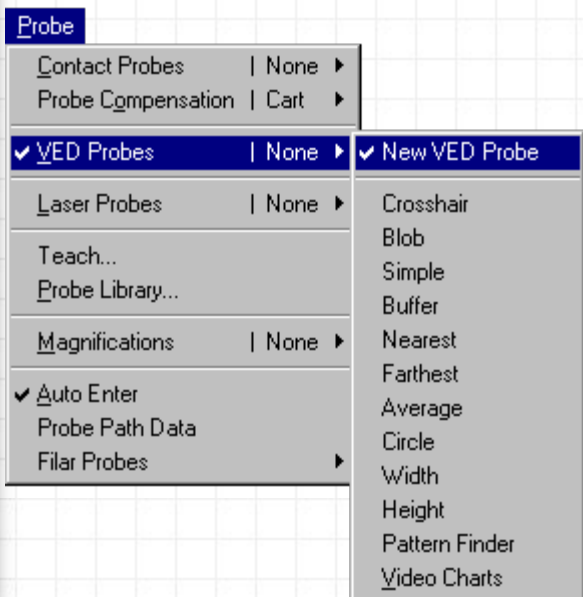 Probe
Contact Probes | None
Probe Compensation | Cart
VED Probes | None
Laser Probes | None
Teach...
Probe Library...
Magnifications | None
Auto Enter
Probe Path Data
Filar Probes
New VED Probe
Crosshair
Blob
Simple
Buffer
Nearest
Farthest
Average
Circle
Width
Height
Pattern Finder
Video Charts